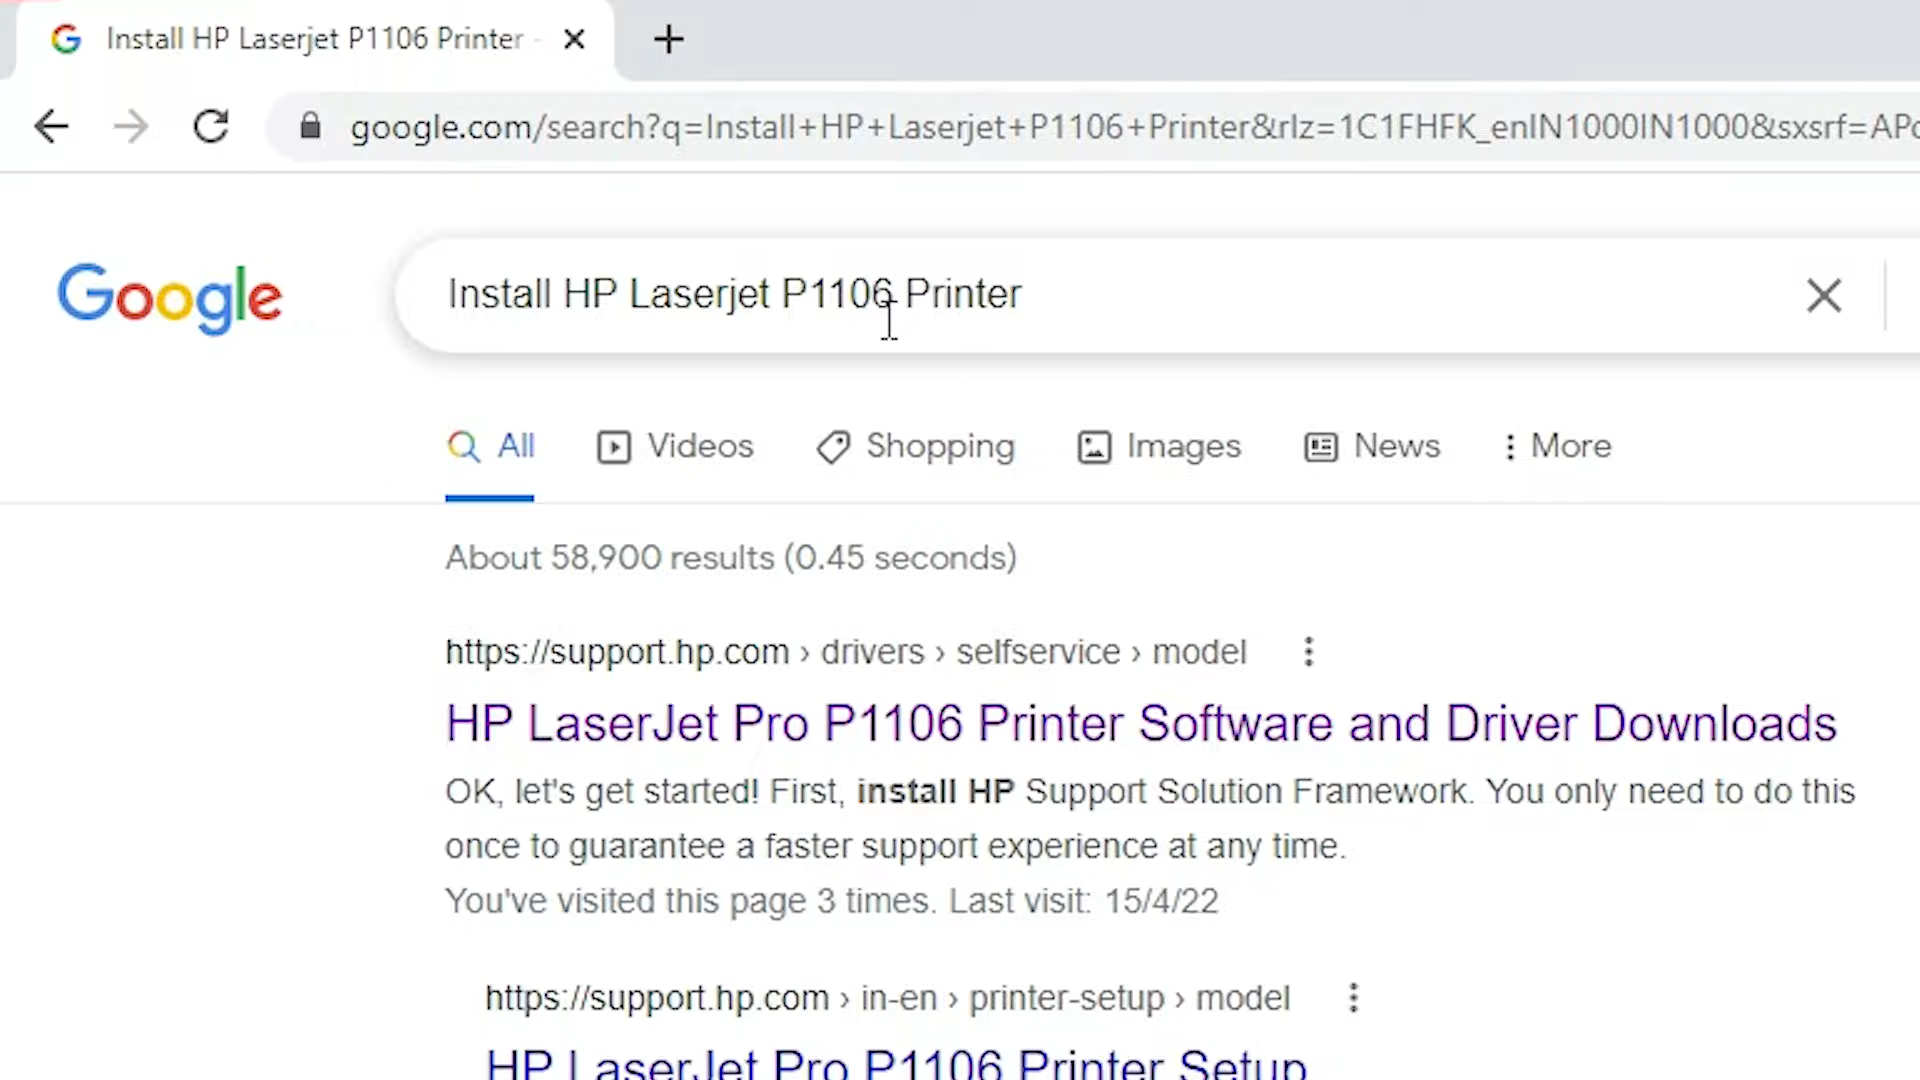 Install HP Laserjet P1106 Printer -
google.com/search?q=Install+HP+Laserjet+P1106+Printer&rlz=1C1FHFK_enIN1000IN1000&sxsrf=APc
Google
Install HP Laserjet P1106 Printer
All Videos Shopping Images News More
About 58,900 results (0.45 seconds)
https://support.hp.com › drivers › selfservice › model
HP LaserJet Pro P1106 Printer Software and Driver Downloads
OK, let's get started! First, install HP Support Solution Framework. You only need to do this
once to guarantee a faster support experience at any time.
You've visited this page 3 times. Last visit: 15/4/22
https://support.hp.com › in-en › printer-setup › model
HP LaserJet Pro P1106 Printer Setup